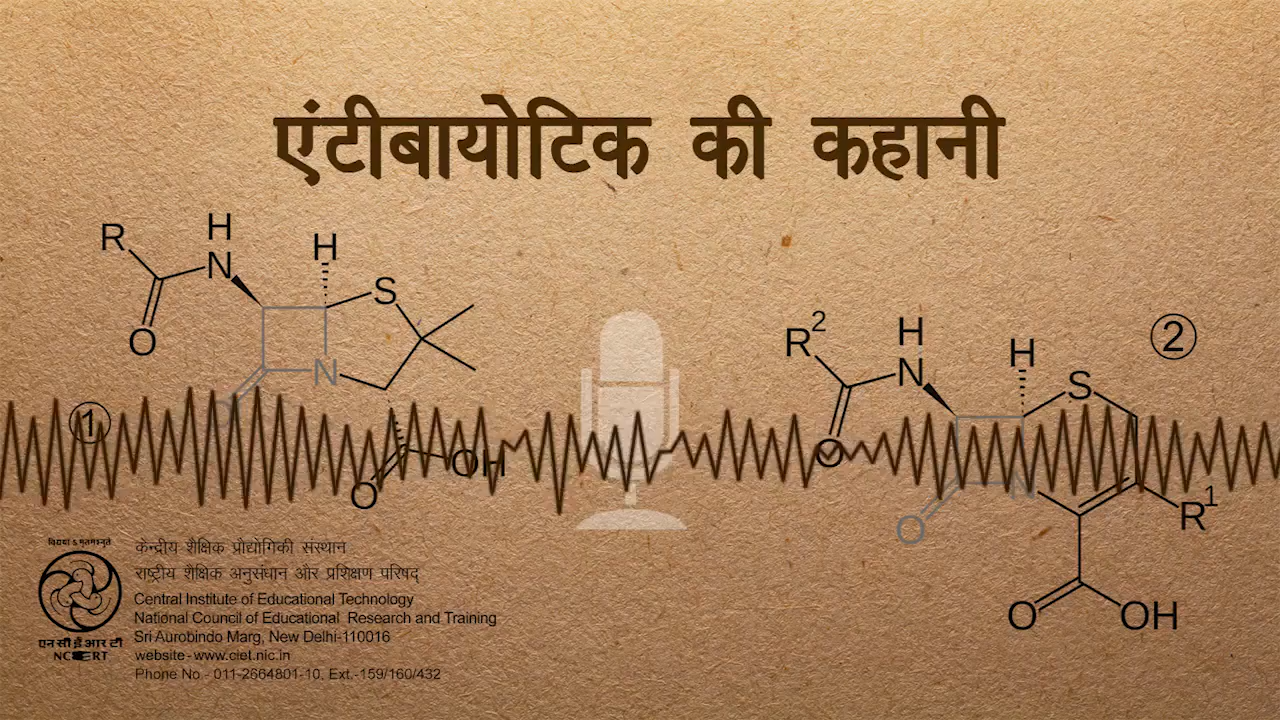 एंटीबायोटिक की कहानी
R
H
N
H
S
O
N
①
O
OH
R2
H
N
H
S
②
O
N
O
R1
O
OH
विद्यया ऽ मृतमश्नुते
एन सी ई आर टी
NCERT
केन्द्रीय शैक्षिक प्रौद्योगिकी संस्थान
राष्ट्रीय शैक्षिक अनुसंधान और प्रशिक्षण परिषद्
Central Institute of Educational Technology
National Council of Educational Research and Training
Sri Aurobindo Marg, New Delhi-110016
website - www.ciet.nic.in
Phone No - 011-2664801-10, Ext.-159/160/432